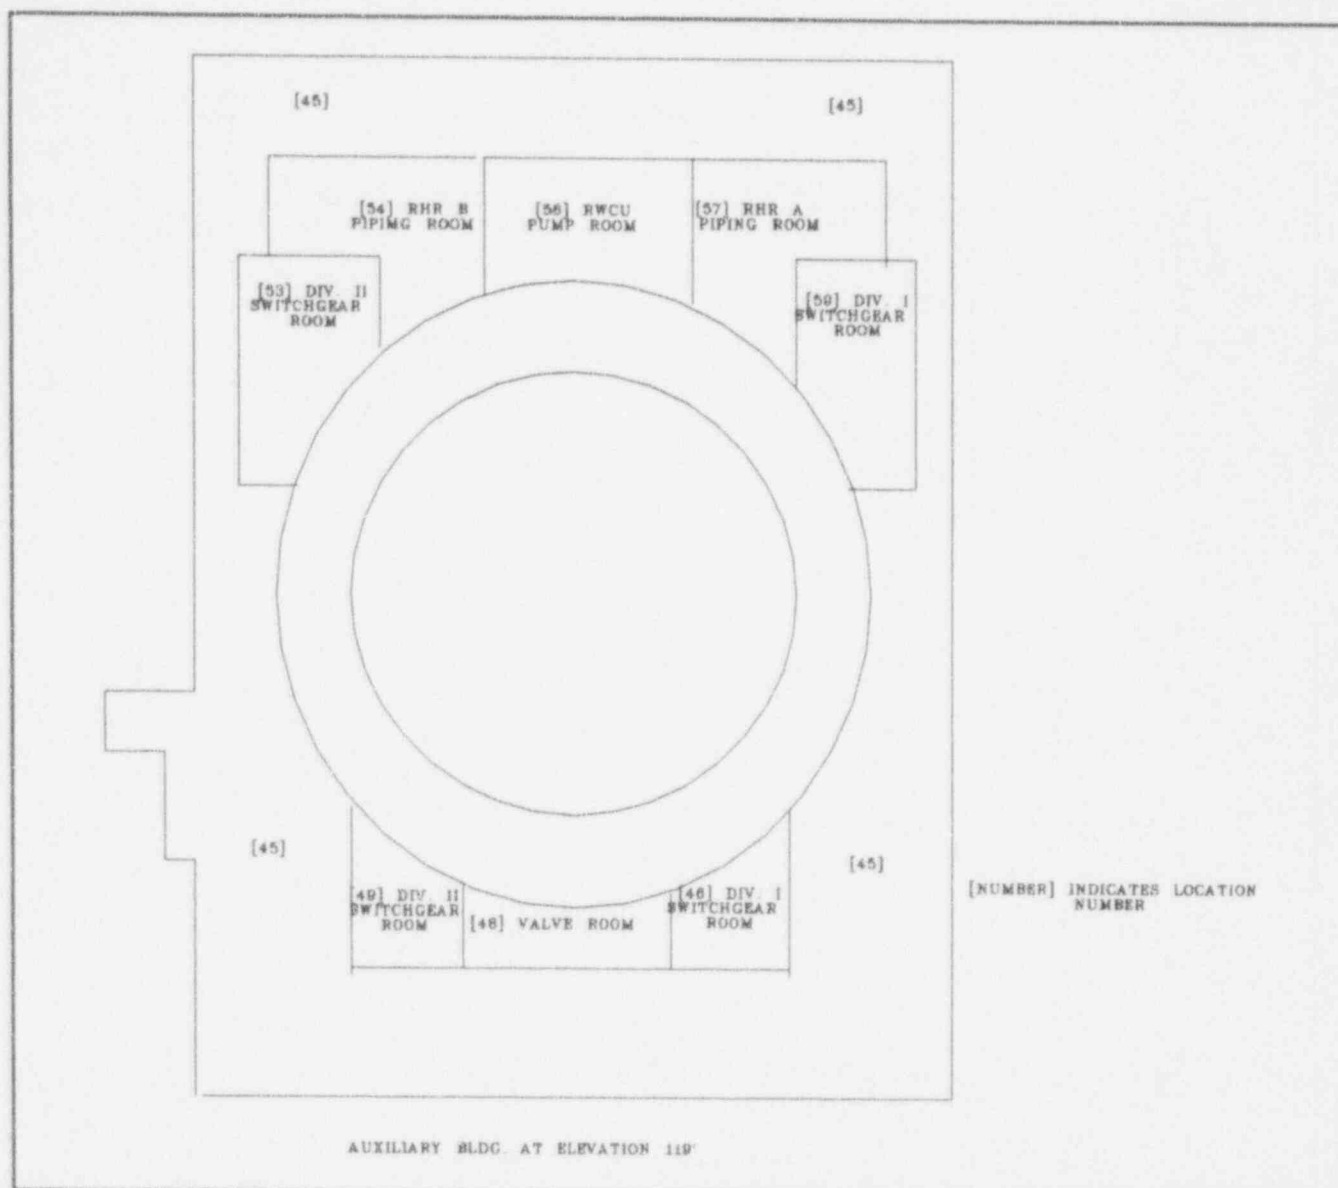 [45]
[45]
[54] RHR B
PIPIMG ROOM
[56] RWCU
PUMP ROOM
[57] RHR A
PIPING ROOM
[53] DIV. II
SWITCHGEAR
ROOM
[59] DIV. I
SWITCHGEAR
ROOM
[45]
[45]
[49] DIV. II
SWITCHGEAR
ROOM
[48] VALVE ROOM
[46] DIV. I
SWITCHGEAR
ROOM
[NUMBER] INDICATES LOCATION
NUMBER
AUXILIARY BLDG. AT ELEVATION 119'